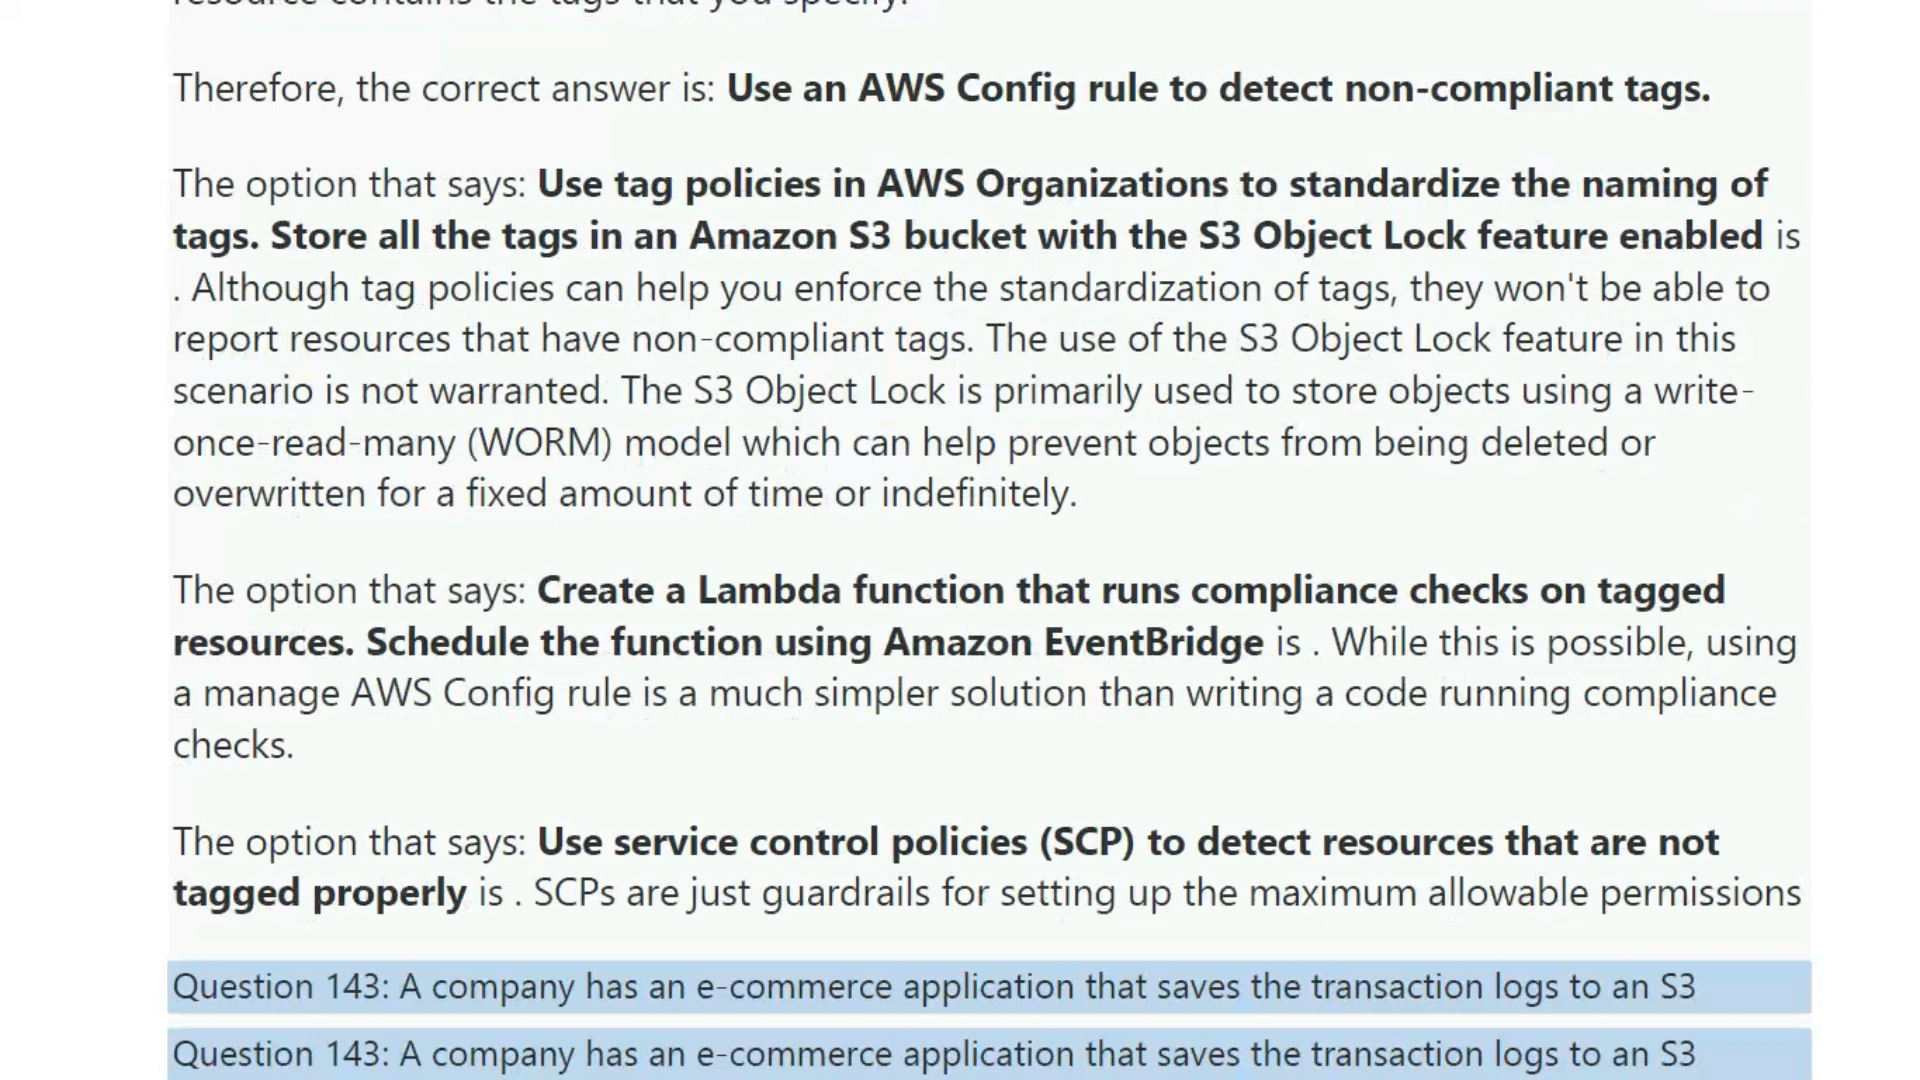 resource contains the tags that you specify.
Therefore, the correct answer is: Use an AWS Config rule to detect non-compliant tags.
The option that says: Use tag policies in AWS Organizations to standardize the naming of
tags. Store all the tags in an Amazon S3 bucket with the S3 Object Lock feature enabled is
. Although tag policies can help you enforce the standardization of tags, they won't be able to
report resources that have non-compliant tags. The use of the S3 Object Lock feature in this
scenario is not warranted. The S3 Object Lock is primarily used to store objects using a write-
once-read-many (WORM) model which can help prevent objects from being deleted or
overwritten for a fixed amount of time or indefinitely.
The option that says: Create a Lambda function that runs compliance checks on tagged
resources. Schedule the function using Amazon EventBridge is . While this is possible, using
a manage AWS Config rule is a much simpler solution than writing a code running compliance
checks.
The option that says: Use service control policies (SCP) to detect resources that are not
tagged properly is . SCPs are just guardrails for setting up the maximum allowable permissions
Question 143: A company has an e-commerce application that saves the transaction logs to an S3
Question 143: A company has an e-commerce application that saves the transaction logs to an S3